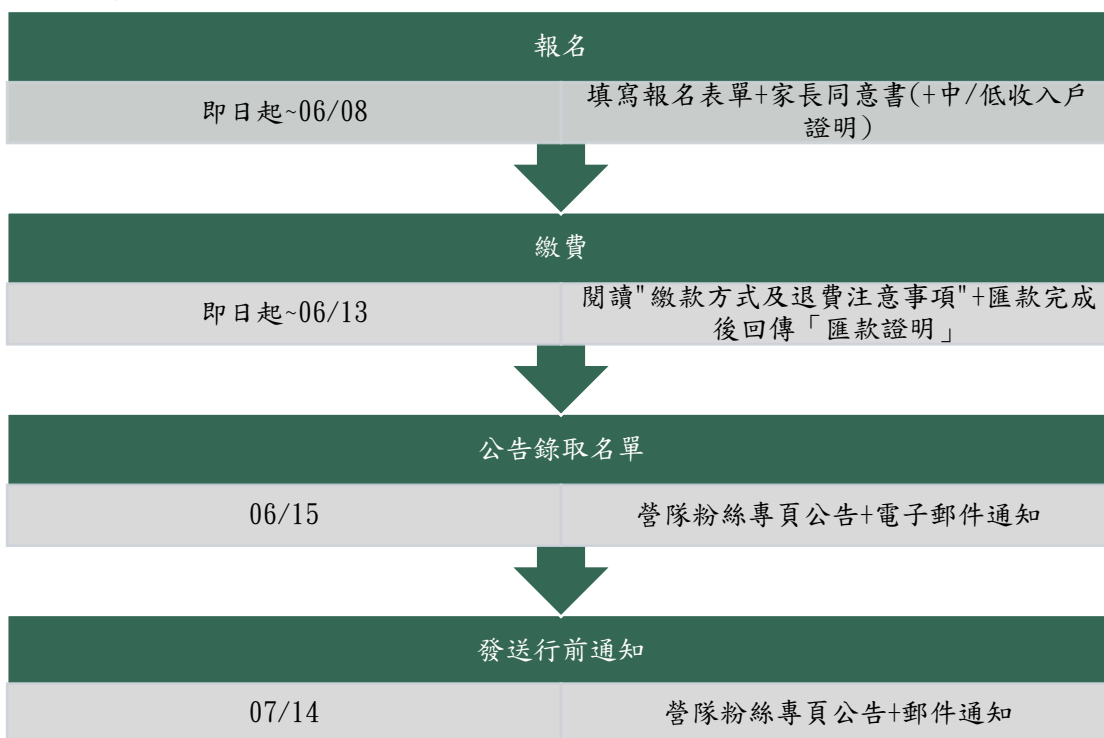 報名
即日起~06/08
填寫報名表單+家長同意書(+中/低收入戶
證明)
繳費
即日起~06/13
閱讀"繳款方式及退費注意事項"+匯款完成
後回傳「匯款證明」
公告錄取名單
06/15
營隊粉絲專頁公告+電子郵件通知
發送行前通知
07/14
營隊粉絲專頁公告+郵件通知